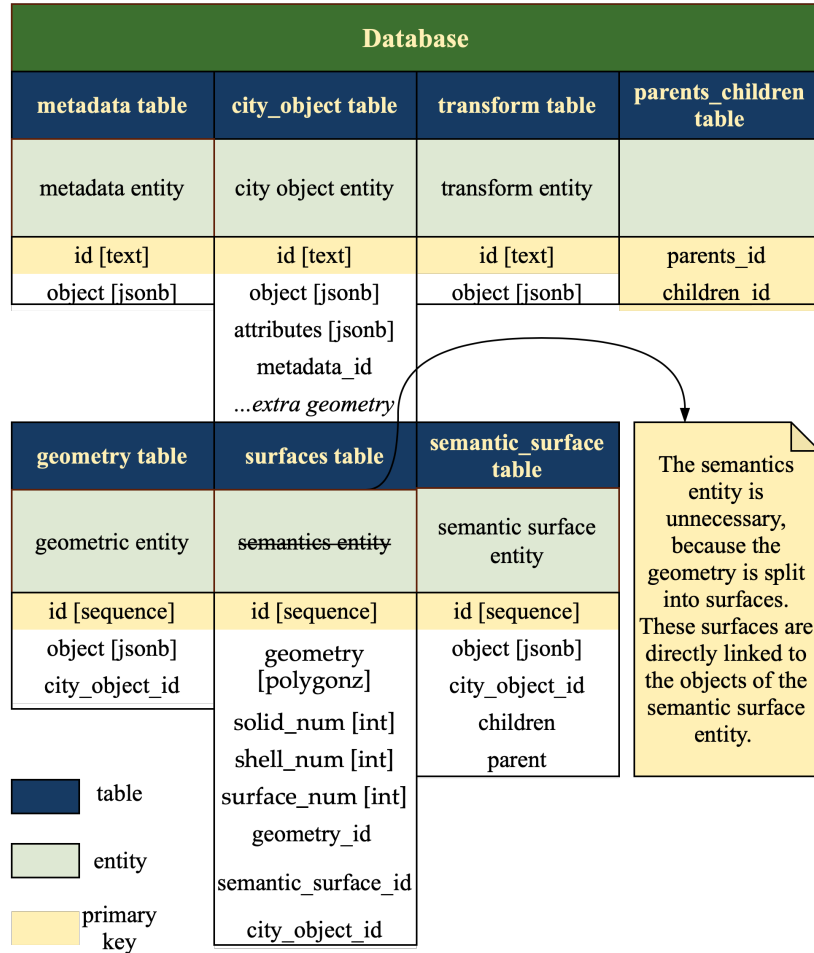 Database
metadata table
city_object table
transform table
parents_children
table
metadata entity
city object entity
transform entity
id [text]
id [text]
id [text]
parents_id
object [jsonb]
object [jsonb]
object [jsonb]
children_id
attributes [jsonb]
metadata_id
...extra geometry
geometry table
surfaces table
semantic_surface
table
geometric entity
semantics entity
semantic surface
entity
id [sequence]
id [sequence]
id [sequence]
object [jsonb]
city_object_id
geometry
[polygonz]
solid_num [int]
shell_num [int]
surface_num [int]
geometry_id
semantic_surface_id
city_object_id
object [jsonb]
city_object_id
children
parent
The semantics
entity is
unnecessary,
because the
geometry is split
into surfaces.
These surfaces are
directly linked to
the objects of the
semantic surface
entity.
table
entity
primary
key